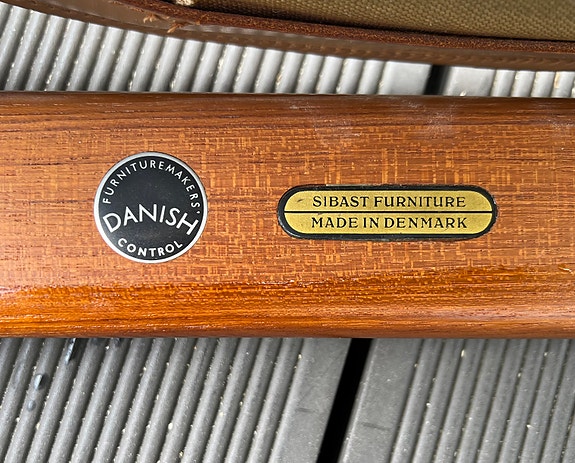 FURNITUREMAKERS'
DANISH
CONTROL
SIBAST FURNITURE
MADE IN DENMARK